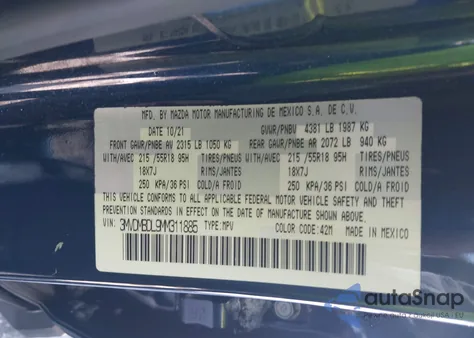 MFD. BY MAZDA MOTOR MANUFACTURING DE MEXICO S.A. DE C.V.
DATE 10/21 GVWR/PNBV 4381 LB 1987 KG
FRONT GAWR/PNBE AV 2315 LB 1050 KG REAR GAWR/PNBE AR 2072 LB 940 KG
WITH/AVEC 215/55R18 95H TIRES/PNEUS WITH/AVEC 215/55R18 95H TIRES/PNEUS
18X7J RIMS/JANTES 18X7J RIMS/JANTES
250 KPA/36 PSI COLD/A FROID 250 KPA/36 PSI COLD/A FROID
THIS VEHICLE CONFORMS TO ALL APPLICABLE FEDERAL MOTOR VEHICLE SAFETY AND THEFT
PREVENTION STANDARDS IN EFFECT ON THE DATE OF MANUFACTURE SHOWN ABOVE.
3MVDMBDL9NM311885 TYPE: MPV COLOR CODE: 42M MADE IN MEXICO
autoSnap